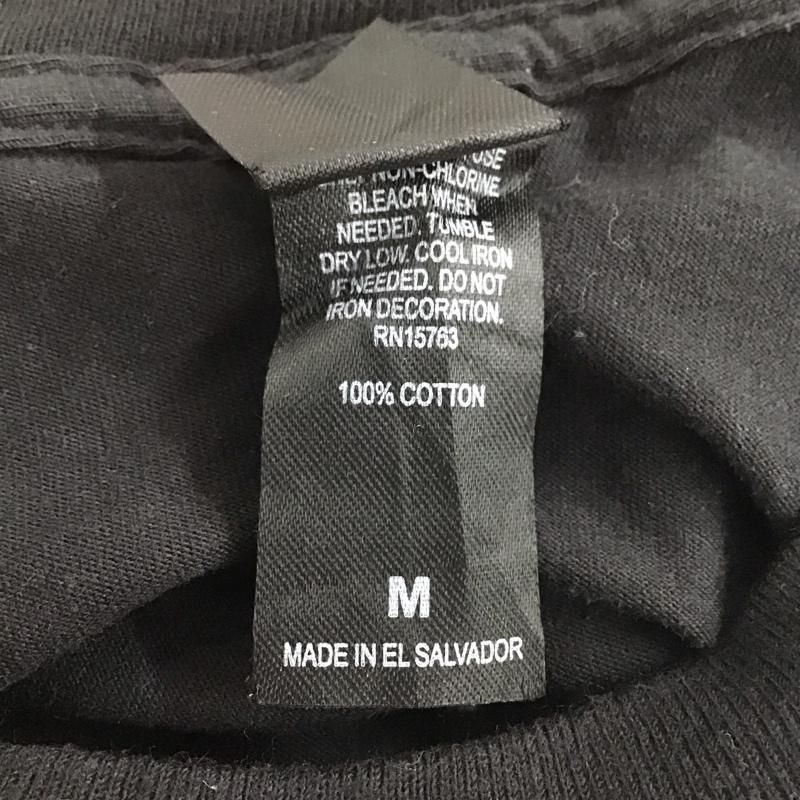 USE
NON-CHLORINE
BLEACH WHEN
NEEDED. TUMBLE
DRY LOW. COOL IRON
IF NEEDED. DO NOT
IRON DECORATION.
RN15763
100% COTTON
M
MADE IN EL SALVADOR